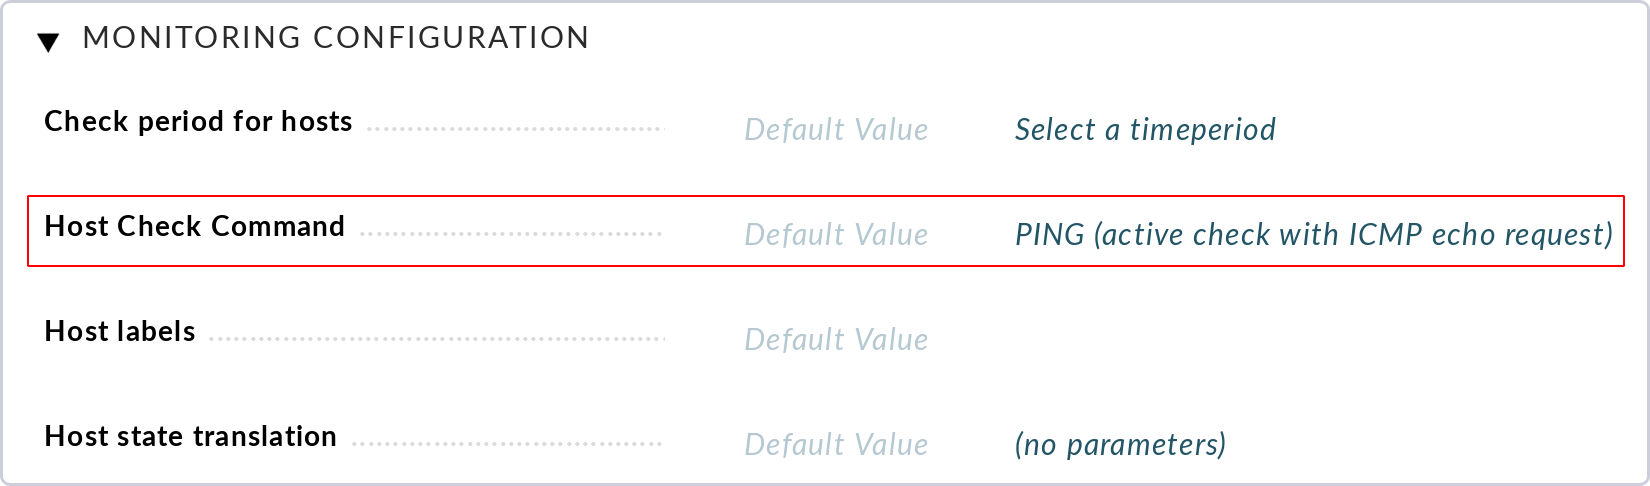 MONITORING CONFIGURATION
Check period for hosts Default Value Select a timeperiod
Host Check Command Default Value PING (active check with ICMP echo request)
Host labels Default Value
Host state translation Default Value (no parameters)